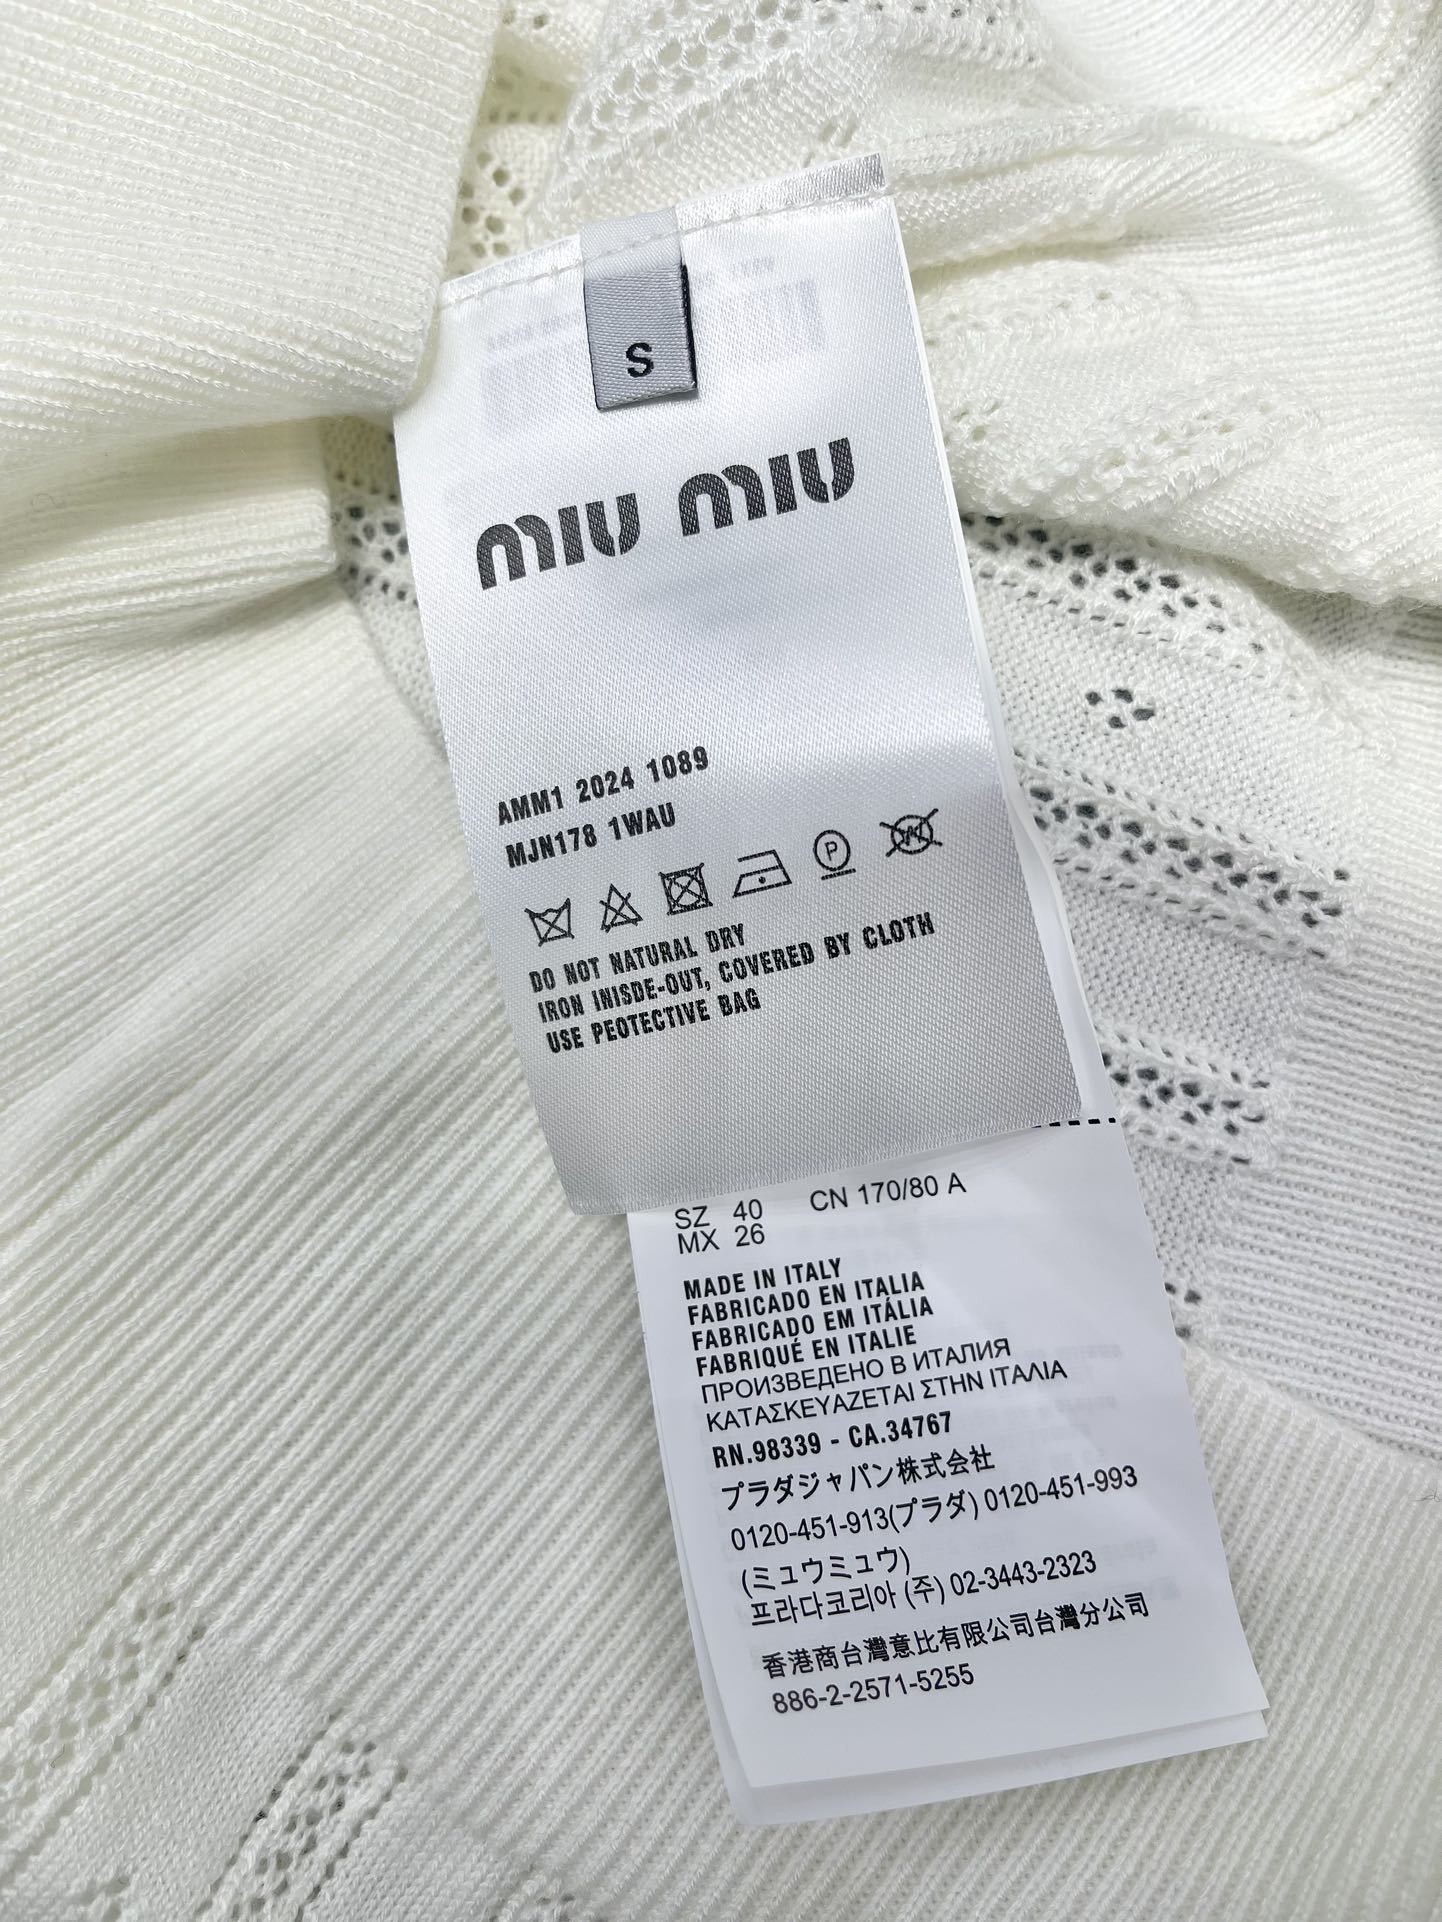 S
MIU MIU
AMM1 2024 1089
MJN178 1WAU
P
DO NOT NATURAL DRY
IRON INISDE-OUT, COVERED BY CLOTH
USE PEOTECTIVE BAG
SZ 40 CN 170/80 A
MX 26
MADE IN ITALY
FABRICADO EN ITALIA
FABRICADO EM ITÁLIA
FABRIQUÉ EN ITALIE
ПРОИЗВЕДЕНО В ИТАЛИЯ
ΚΑΤΑΣΚΕΥΑΖΕΤΑΙ ΣΤΗΝ ΙΤΑΛΙΑ
RN.98339 - CA.34767
プラダジャパン株式会社
0120-451-913(プラダ) 0120-451-993
(ミュウミュウ)
프라다코리아 (주) 02-3443-2323
香港商台灣意比有限公司台灣分公司
886-2-2571-5255